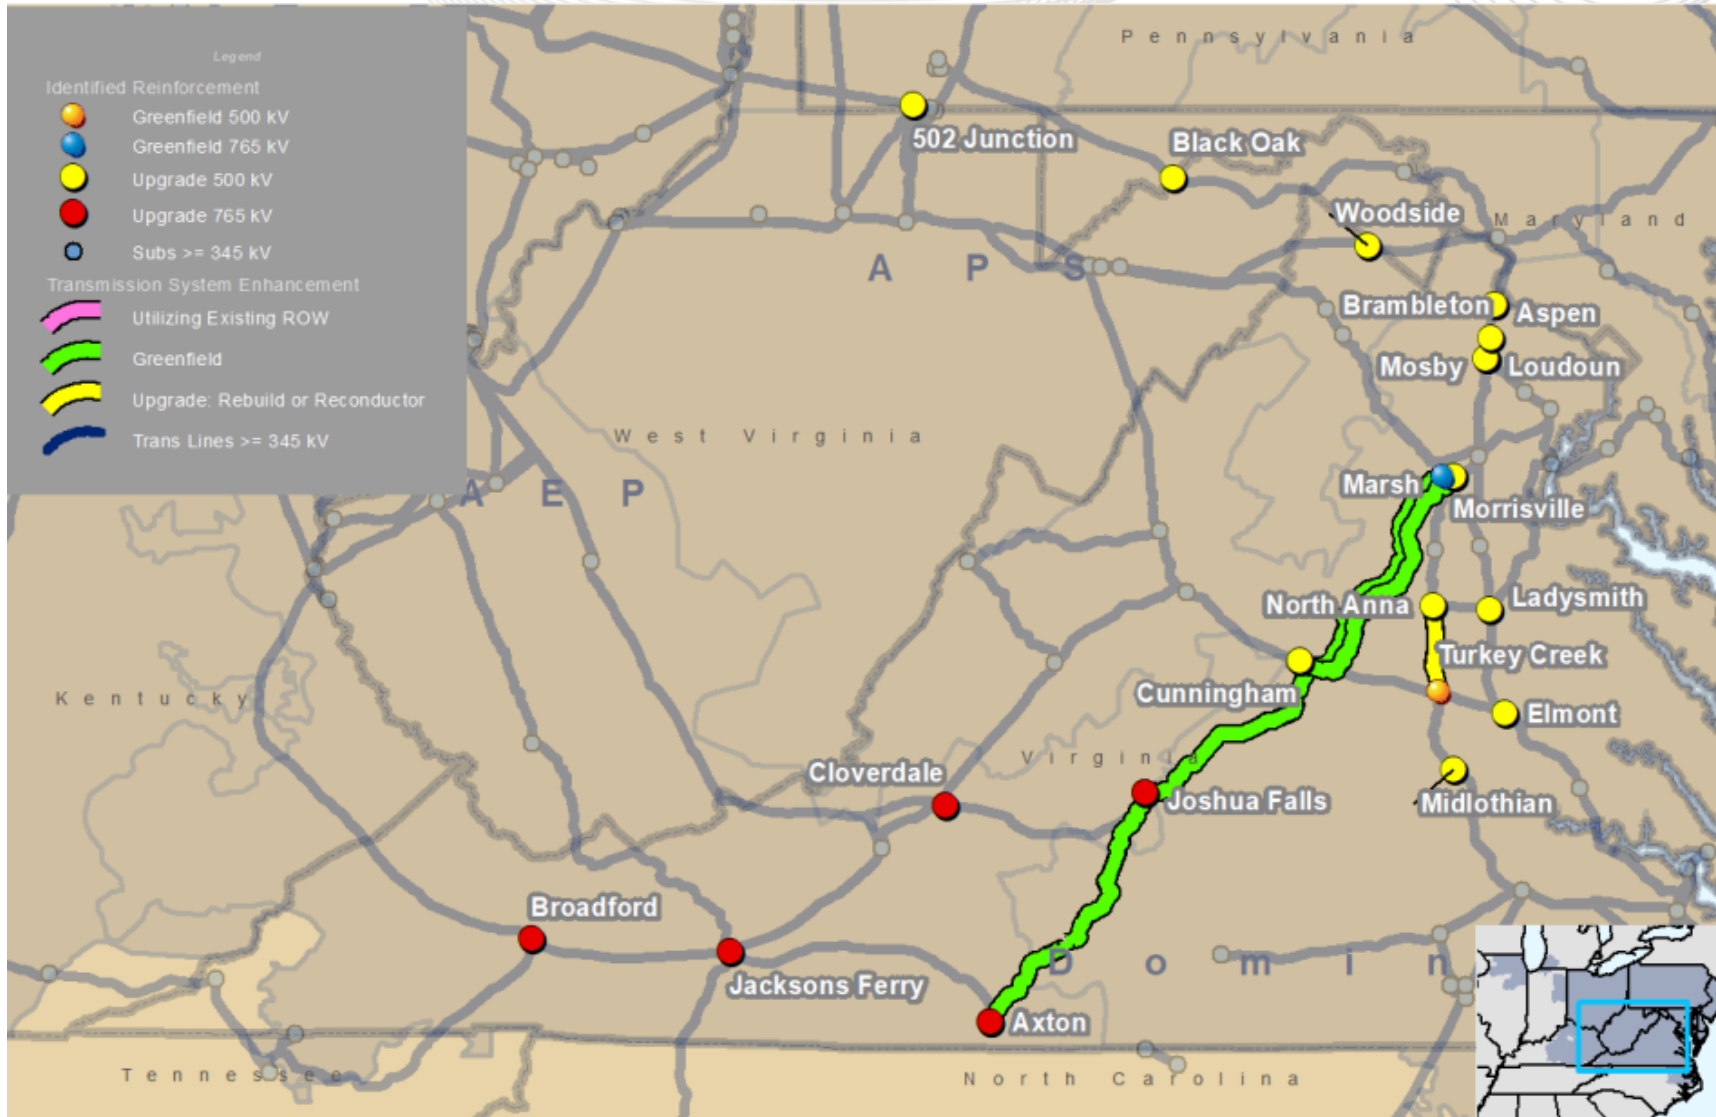 Legend
Identified Reinforcement
Greenfield 500 kV
Greenfield 765 kV
Upgrade 500 kV
Upgrade 765 kV
Subs >= 345 kV
Transmission System Enhancement
Utilizing Existing ROW
Greenfield
Upgrade: Rebuild or Reconductor
Trans Lines >= 345 kV
Pennsylvania
502 Junction
Black Oak
Woodside
Maryland
APS
Brambleton
Aspen
Mosby
Loudoun
West Virginia
AEP
Marsh
Morrisville
North Anna
Ladysmith
Turkey Creek
Kentucky
Cunningham
Elmont
Virginia
Cloverdale
Joshua Falls
Midlothian
Broadford
Jacksons Ferry
Domin
Axton
Tennessee
North Carolina